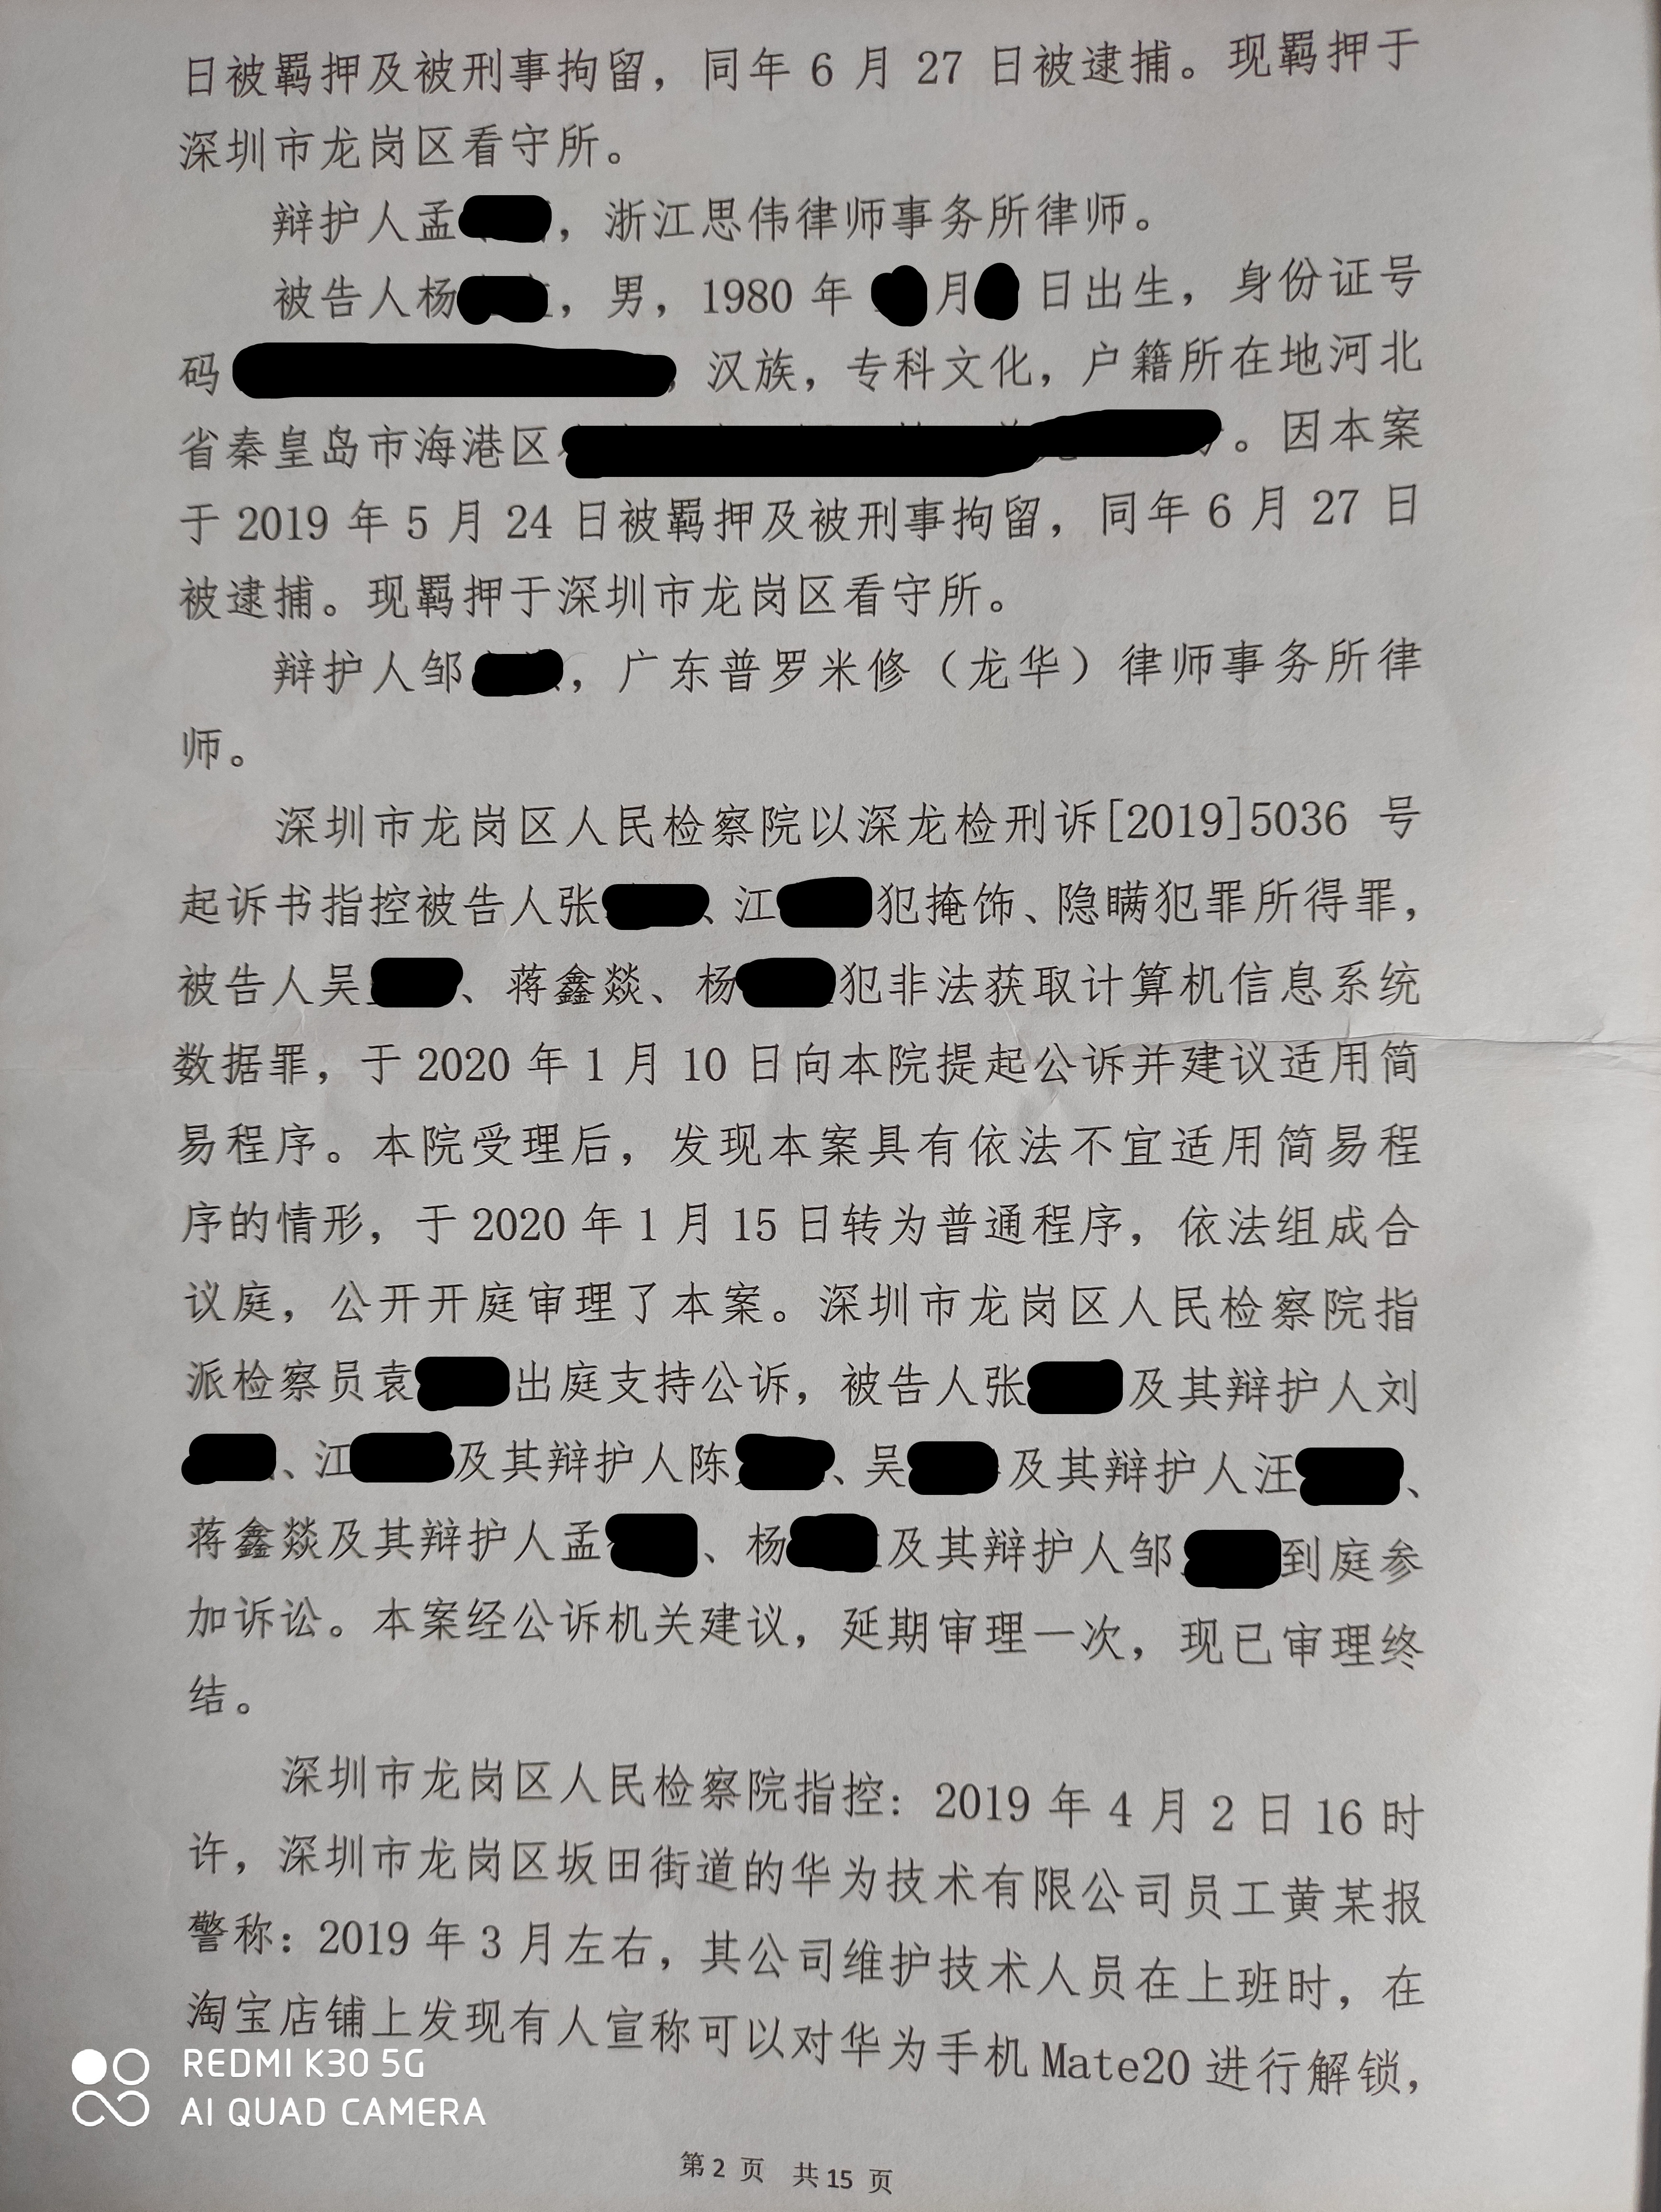 日被羁押及被刑事拘留，同年 6 月 27 日被逮捕。现羁押于
深圳市龙岗区看守所。
辩护人孟，浙江思伟律师事务所律师。
被告人杨，男，1980 年 月 日出生，身份证号
码，汉族，专科文化，户籍所在地河北
省秦皇岛市海港区。因本案
于 2019 年 5 月 24 日被羁押及被刑事拘留，同年 6 月 27 日
被逮捕。现羁押于深圳市龙岗区看守所。
辩护人邹，广东普罗米修（龙华）律师事务所律
师。
深圳市龙岗区人民检察院以深龙检刑诉[2019]5036 号
起诉书指控被告人张、江犯掩饰、隐瞒犯罪所得罪，
被告人吴、蒋鑫燚、杨犯非法获取计算机信息系统
数据罪，于 2020 年 1 月 10 日向本院提起公诉并建议适用简
易程序。本院受理后，发现本案具有依法不宜适用简易程
序的情形，于 2020 年 1 月 15 日转为普通程序，依法组成合
议庭，公开开庭审理了本案。深圳市龙岗区人民检察院指
派检察员袁出庭支持公诉，被告人张及其辩护人刘
、江及其辩护人陈、吴及其辩护人汪、
蒋鑫燚及其辩护人孟、杨及其辩护人邹到庭参
加诉讼。本案经公诉机关建议，延期审理一次，现已审理终
结。
深圳市龙岗区人民检察院指控：2019 年 4 月 2 日 16 时
许，深圳市龙岗区坂田街道的华为技术有限公司员工黄某报
警称：2019 年 3 月左右，其公司维护技术人员在上班时，在
淘宝店铺上发现有人宣称可以对华为手机 Mate20 进行解锁，
REDMI K30 5G
AI QUAD CAMERA
第 2 页 共 15 页